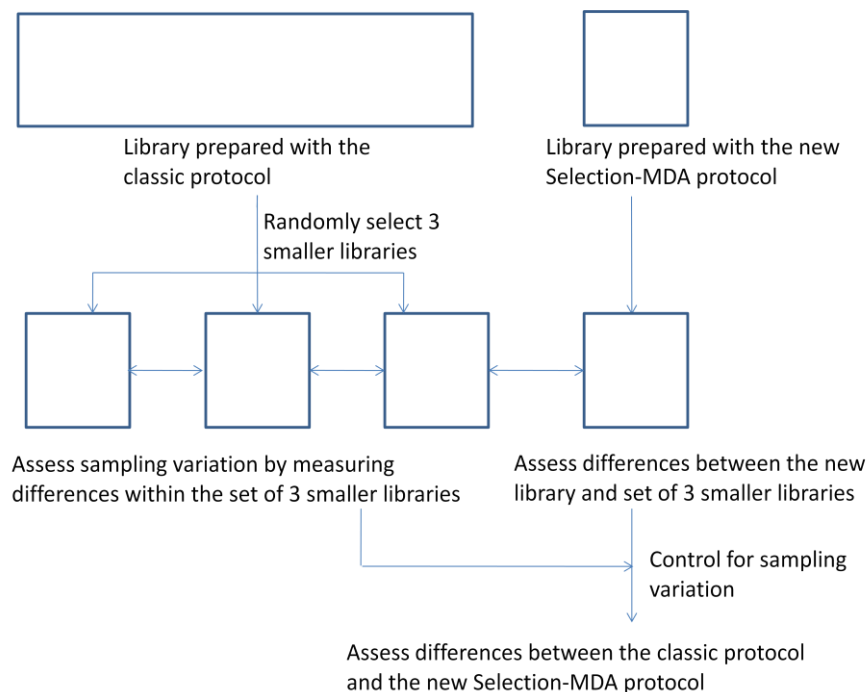 Library prepared with the
classic protocol
Library prepared with the new
Selection-MDA protocol
Randomly select 3
smaller libraries
Assess sampling variation by measuring
differences within the set of 3 smaller libraries
Assess differences between the new
library and set of 3 smaller libraries
Control for sampling
variation
Assess differences between the classic protocol
and the new Selection-MDA protocol